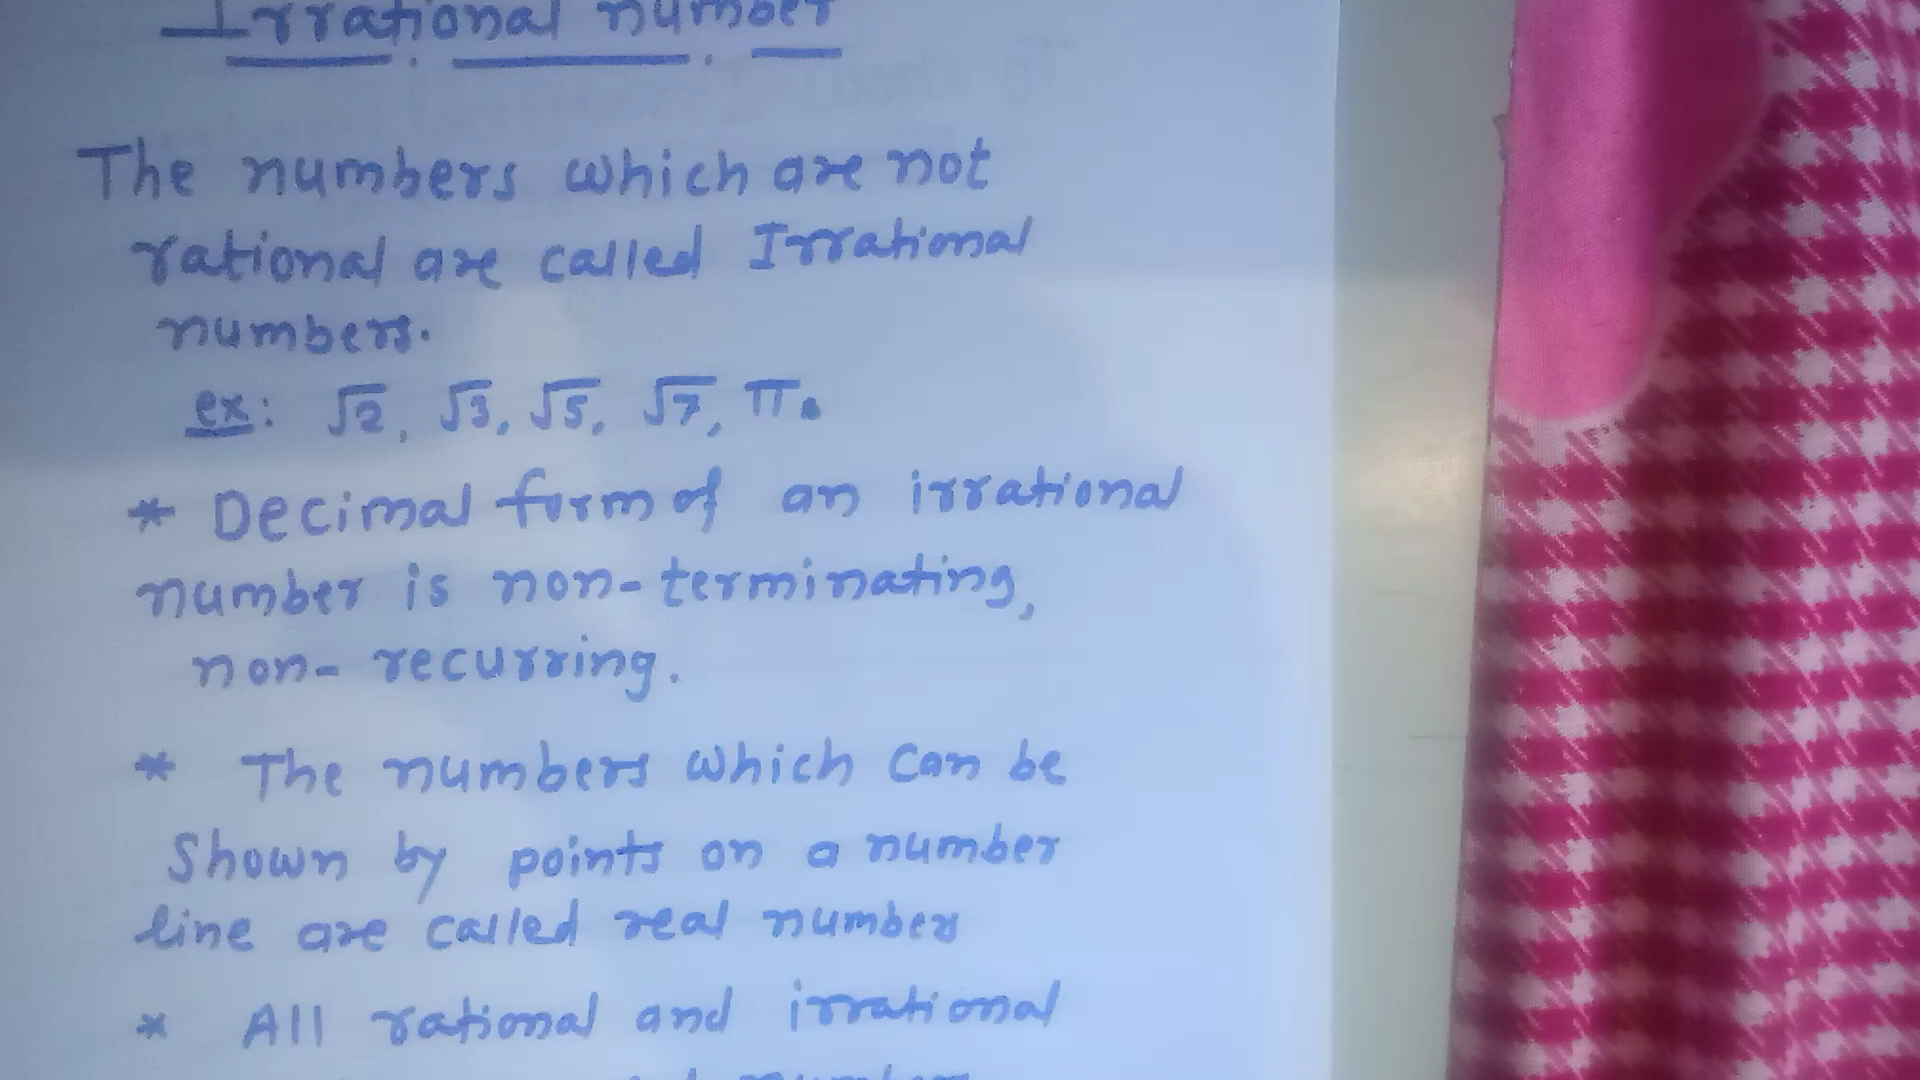 Irrational number
The numbers which are not
rational are called Irrational
numbers.
ex: √2, √3, √5, √7, π.
* Decimal form of an irrational
number is non-terminating,
non-recurring.
* The numbers which can be
Shown by points on a number
line are called real number
* All rational and irrational